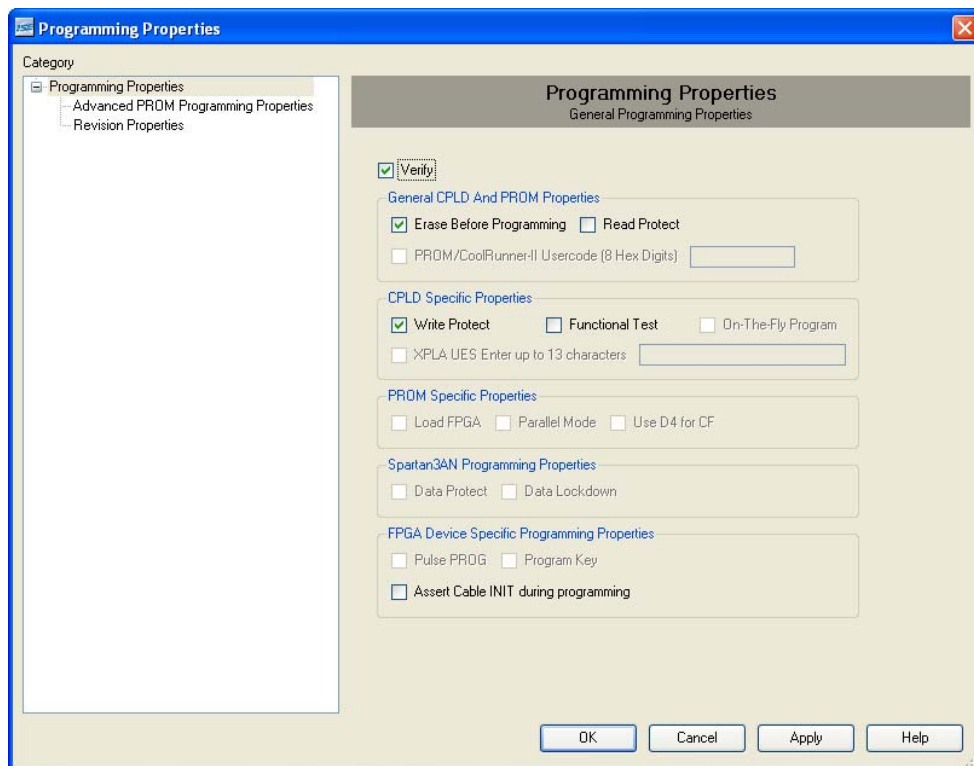 ISE Programming Properties
Category
Programming Properties
Advanced PROM Programming Properties
Revision Properties
Programming Properties
General Programming Properties
Verify
General CPLD And PROM Properties
Erase Before Programming Read Protect
PROM/CoolRunner-II Usercode (8 Hex Digits)
CPLD Specific Properties
Write Protect Functional Test On-The-Fly Program
XPLA UES Enter up to 13 characters
PROM Specific Properties
Load FPGA Parallel Mode Use D4 for CF
Spartan3AN Programming Properties
Data Protect Data Lockdown
FPGA Device Specific Programming Properties
Pulse PROG Program Key
Assert Cable INIT during programming
OK Cancel Apply Help